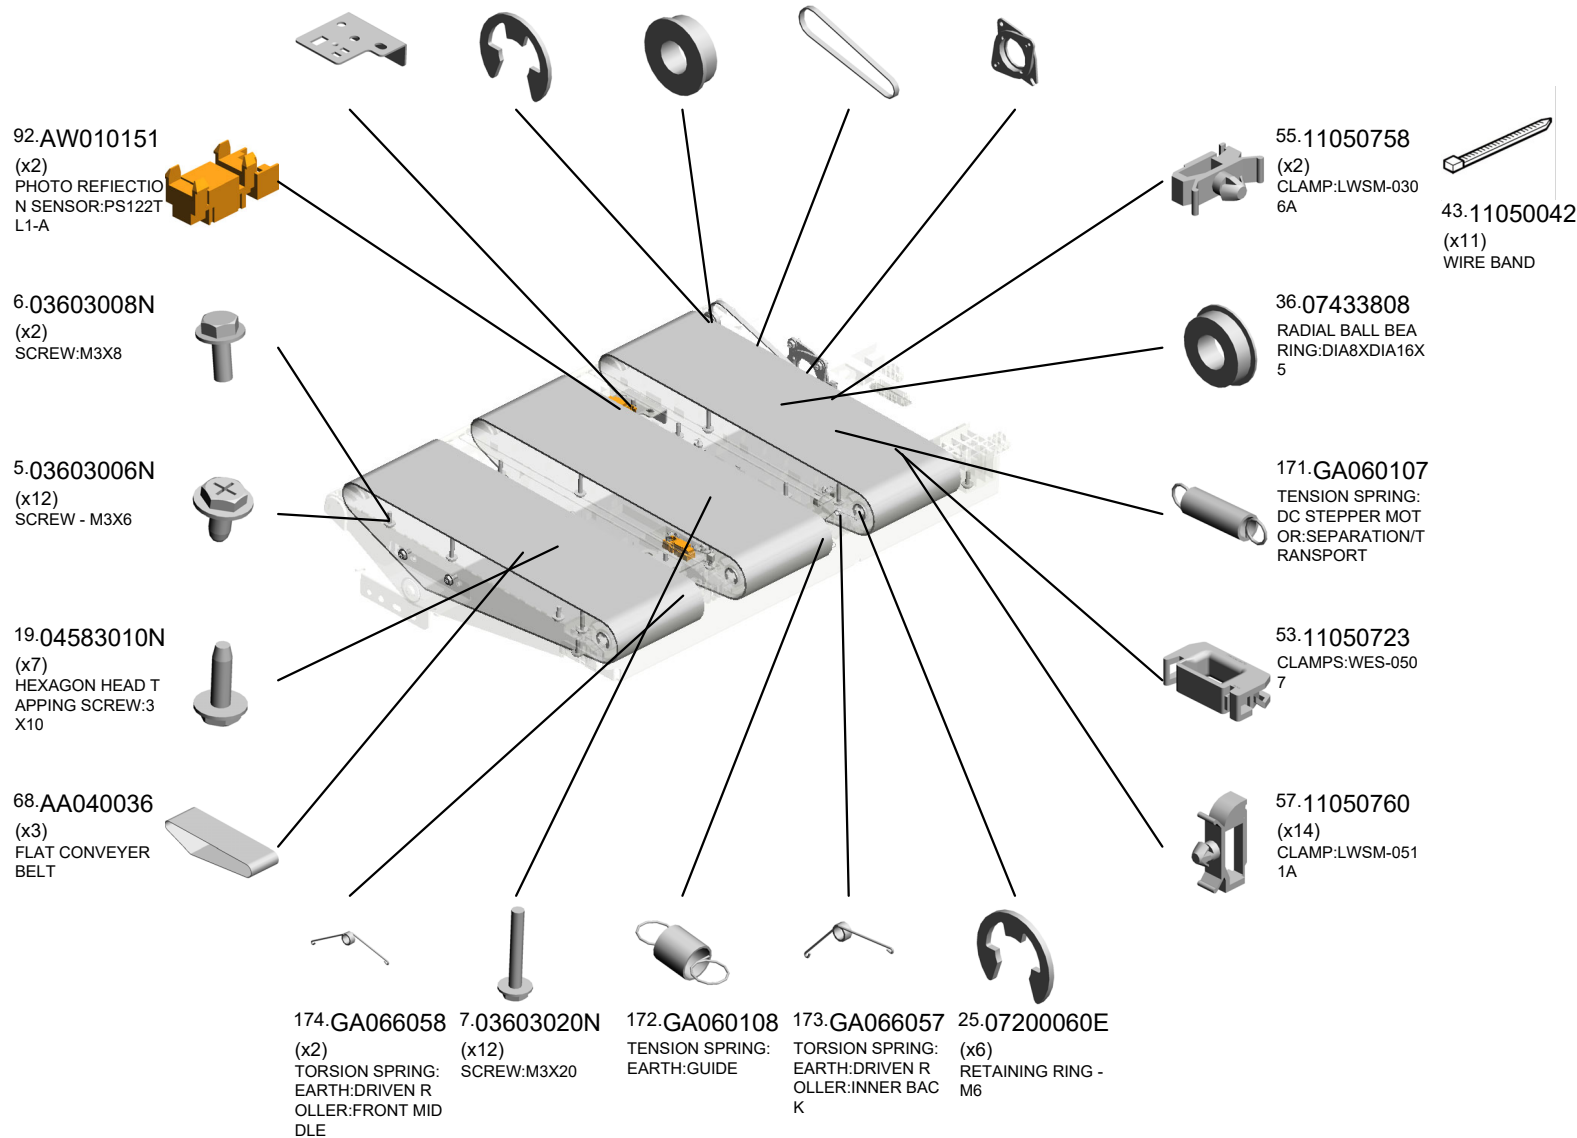 92.AW010151
(x2)
PHOTO REFIECTIO
N SENSOR:PS122T
L1-A
6.03603008N
(x2)
SCREW:M3X8
5.03603006N
(x12)
SCREW - M3X6
19.04583010N
(x7)
HEXAGON HEAD T
APPING SCREW:3
X10
68.AA040036
(x3)
FLAT CONVEYER
BELT
174.GA066058
(x2)
TORSION SPRING:
EARTH:DRIVEN R
OLLER:FRONT MID
DLE
7.03603020N
(x12)
SCREW:M3X20
172.GA060108
TENSION SPRING:
EARTH:GUIDE
173.GA066057
TORSION SPRING:
EARTH:DRIVEN R
OLLER:INNER BAC
K
25.07200060E
(x6)
RETAINING RING -
M6
55.11050758
(x2)
CLAMP:LWSM-030
6A
43.11050042
(x11)
WIRE BAND
36.07433808
RADIAL BALL BEA
RING:DIA8XDIA16X
5
171.GA060107
TENSION SPRING:
DC STEPPER MOT
OR:SEPARATION/T
RANSPORT
53.11050723
CLAMPS:WES-050
7
57.11050760
(x14)
CLAMP:LWSM-051
1A